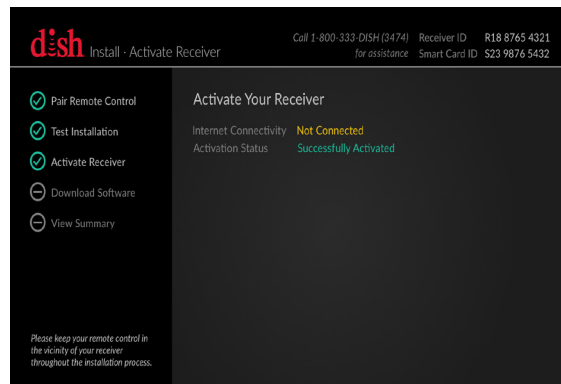 dish Install - Activate Receiver
Call 1-800-333-DISH (3474) Receiver ID R18 8765 4321
for assistance Smart Card ID S23 9876 5432
Pair Remote Control
Test Installation
Activate Receiver
Download Software
View Summary
Please keep your remote control in
the vicinity of your receiver
throughout the installation process.
Activate Your Receiver
Internet Connectivity Not Connected
Activation Status Successfully Activated